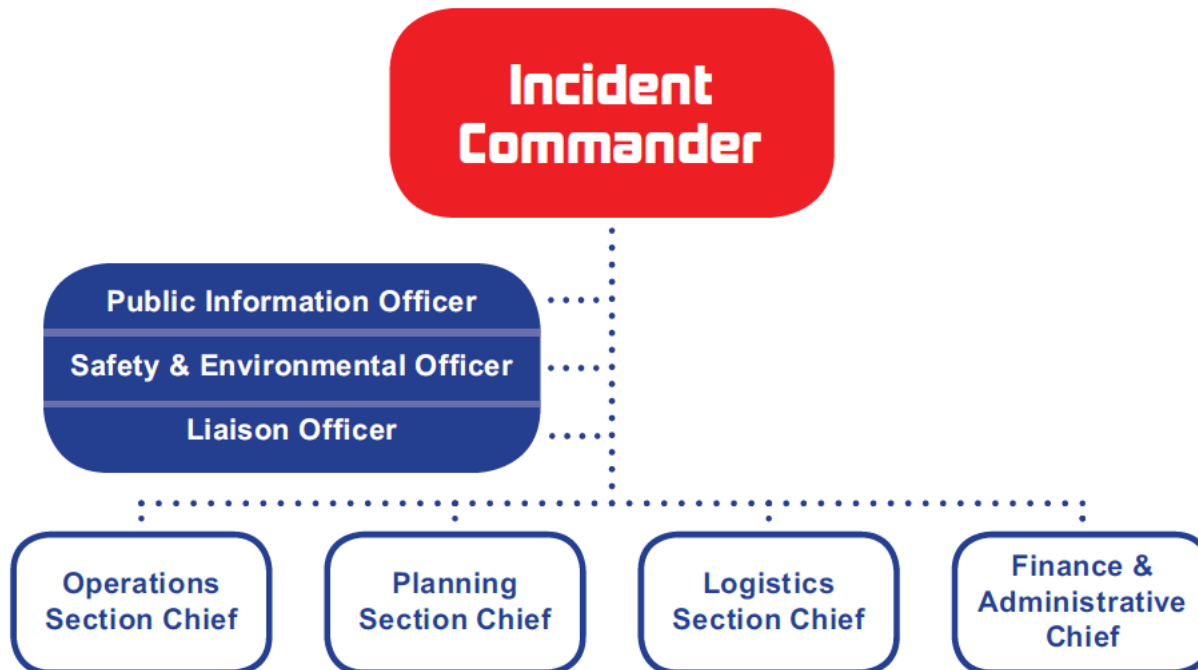 Incident
Commander
Public Information Officer
Safety & Environmental Officer
Liaison Officer
Operations
Section Chief
Planning
Section Chief
Logistics
Section Chief
Finance &
Administrative
Chief